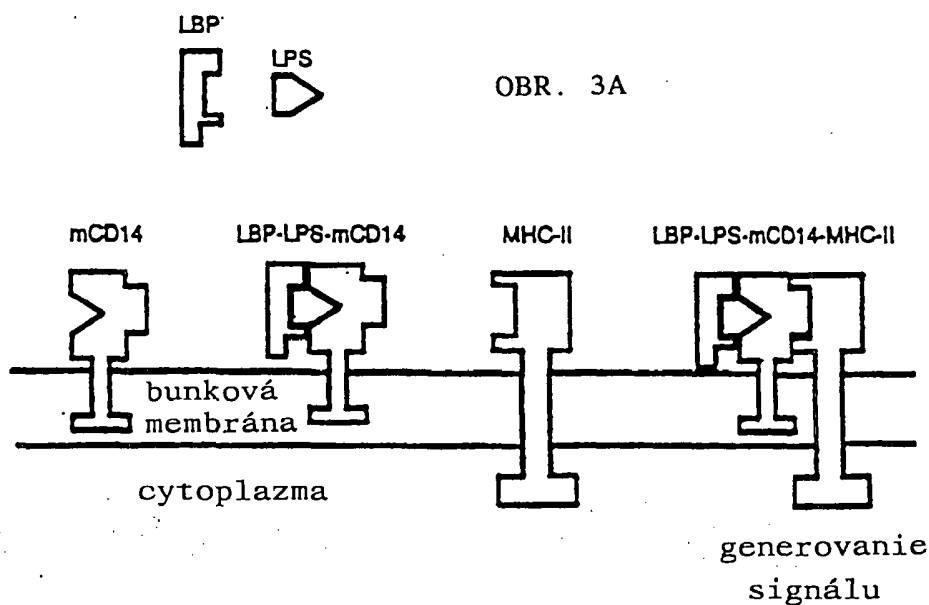 LBP
LPS
OBR. 3A
mCD14
LBP-LPS-mCD14
MHC-II
LBP-LPS-mCD14-MHC-II
bunková
membrána
cytoplazma
generovanie
signálu